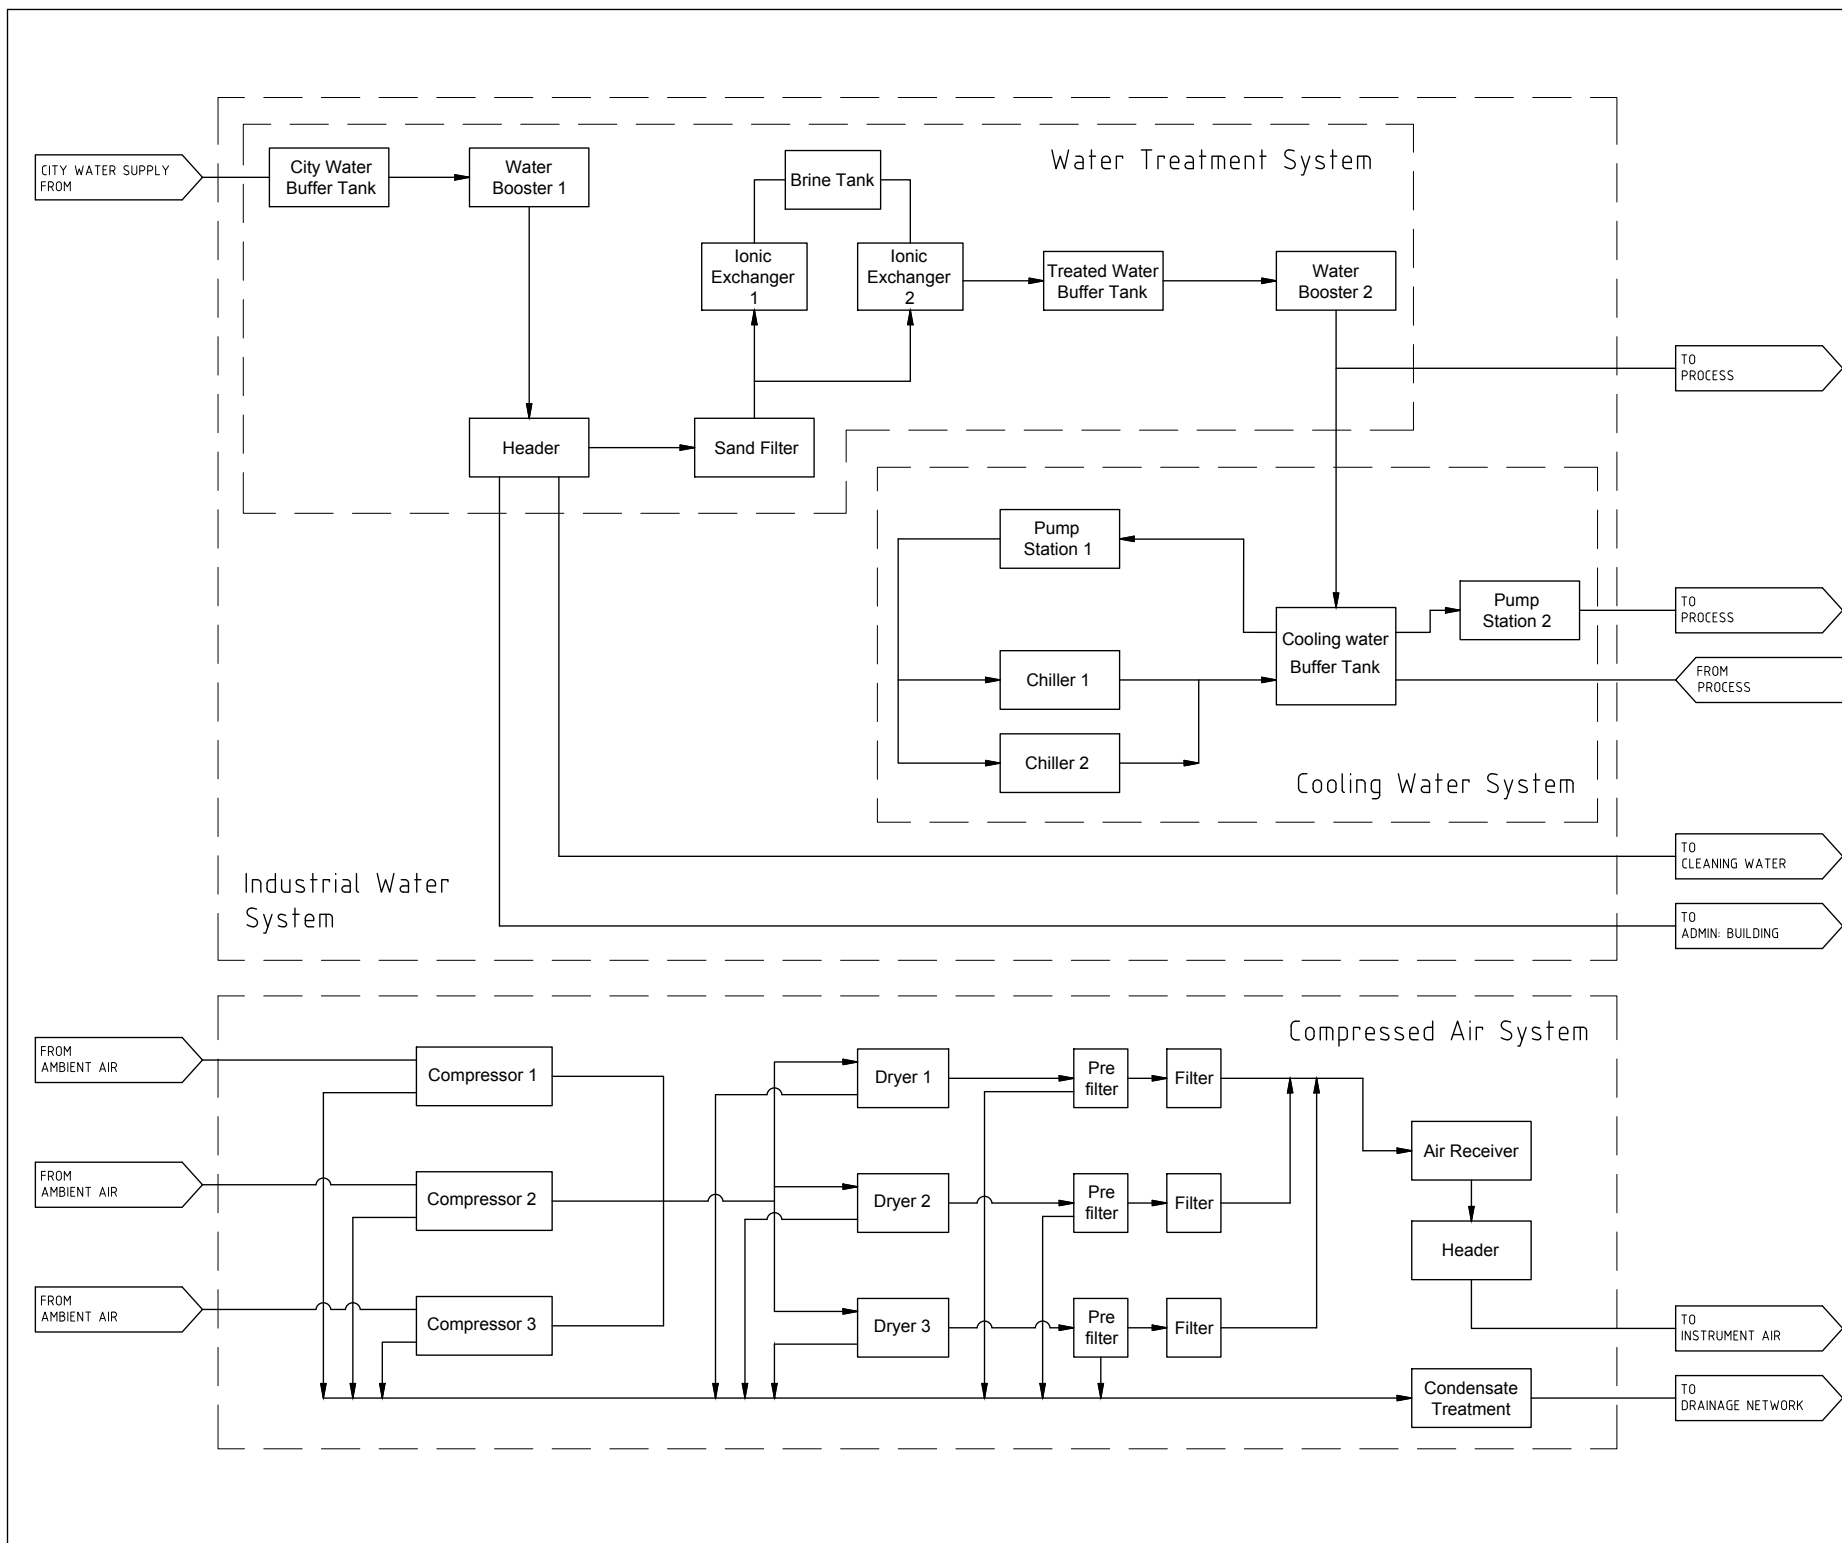 Water Treatment System
CITY WATER SUPPLY
FROM
City Water
Buffer Tank
Water
Booster 1
Brine Tank
Ionic
Exchanger
1
Ionic
Exchanger
2
Treated Water
Buffer Tank
Water
Booster 2
TO
PROCESS
Header
Sand Filter
Pump
Station 1
Pump
Station 2
TO
PROCESS
Cooling water
Buffer Tank
FROM
PROCESS
Chiller 1
Chiller 2
Cooling Water System
TO
CLEANING WATER
Industrial Water
System
TO
ADMIN: BUILDING
Compressed Air System
FROM
AMBIENT AIR
Compressor 1
Dryer 1
Pre
filter
Filter
Air Receiver
FROM
AMBIENT AIR
Compressor 2
Dryer 2
Pre
filter
Filter
Header
FROM
AMBIENT AIR
Compressor 3
Dryer 3
Pre
filter
Filter
TO
INSTRUMENT AIR
Condensate
Treatment
TO
DRAINAGE NETWORK